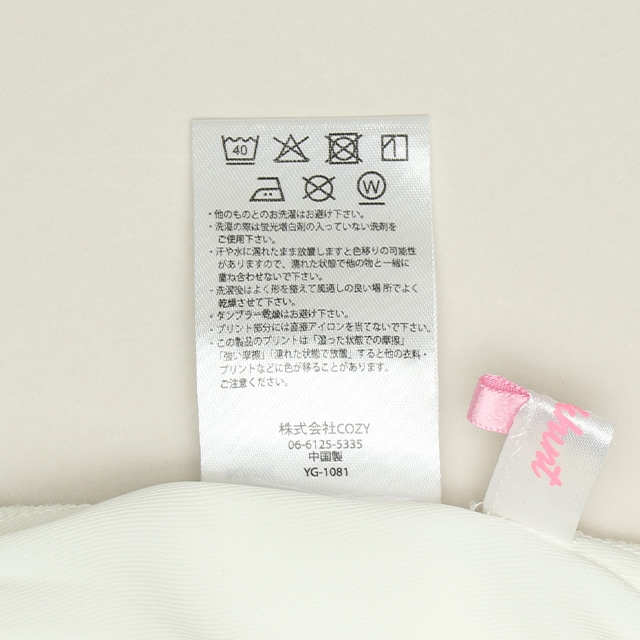 40
W
・他のものとのお洗濯はお避け下さい。
・洗濯の際は蛍光増白剤の入っていない洗剤を
ご使用下さい。
・汗や水に濡れたまま放置しますと色移りの可能性
がありますので、濡れた状態で他の物と一緒に
重ね合わせないで下さい。
・洗濯後はよく形を整えて風通しの良い場所でよく
乾燥させて下さい。
・タンブラー乾燥はお避け下さい。
・プリント部分には直接アイロンを当てないで下さい。
・この製品のプリントは「湿った状態での摩擦」
「強い摩擦」「濡れた状態で放置」すると他の衣料・
プリントなどに色が移ることがあります。
ご注意ください。
株式会社COZY
06-6125-5335
中国製
YG-1081